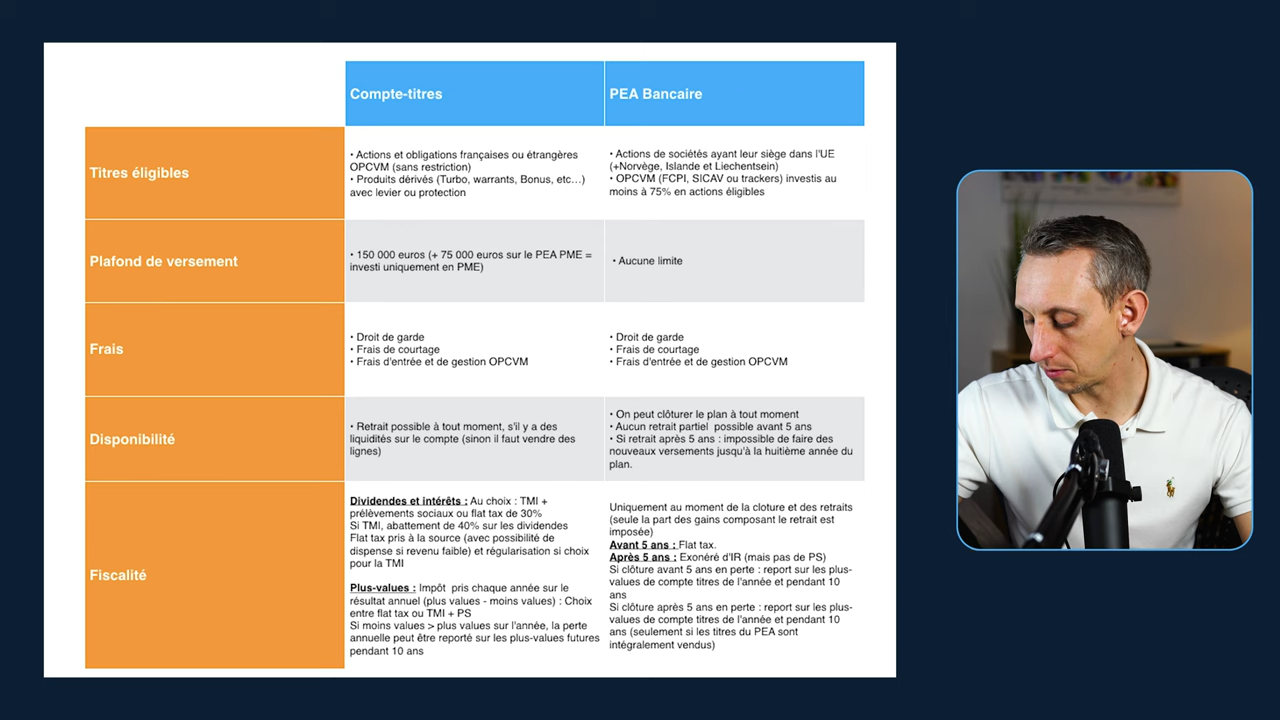 Compte-titres
PEA Bancaire
Titres éligibles
• Actions et obligations françaises ou étrangères
OPCVM (sans restriction)
• Produits dérivés (Turbo, warrants, Bonus, etc…)
avec levier ou protection
• Actions de sociétés ayant leur siège dans l'UE
(+Norvège, Islande et Liechentsein)
• OPCVM (FCPI, SICAV ou trackers) investis au
moins à 75% en actions éligibles
Plafond de versement
• 150 000 euros (+ 75 000 euros sur le PEA PME =
investi uniquement en PME)
• Aucune limite
Frais
• Droit de garde
• Frais de courtage
• Frais d'entrée et de gestion OPCVM
• Droit de garde
• Frais de courtage
• Frais d'entrée et de gestion OPCVM
Disponibilité
• Retrait possible à tout moment, s'il y a des
liquidités sur le compte (sinon il faut vendre des
lignes)
• On peut clôturer le plan à tout moment
• Aucun retrait partiel possible avant 5 ans
• Si retrait après 5 ans : impossible de faire des
nouveaux versements jusqu'à la huitième année du
plan.
Fiscalité
Dividendes et intérêts : Au choix : TMI +
prélèvements sociaux ou flat tax de 30%
Si TMI, abattement de 40% sur les dividendes
Flat tax pris à la source (avec possibilité de
dispense si revenu faible) et régularisation si choix
pour la TMI
Plus-values : Impôt pris chaque année sur le
résultat annuel (plus values - moins values) : Choix
entre flat tax ou TMI + PS
Si moins values > plus values sur l'année, la perte
annuelle peut être reporté sur les plus-values futures
pendant 10 ans
Uniquement au moment de la cloture et des retraits
(seule la part des gains composant le retrait est
imposée)
Avant 5 ans : Flat tax.
Après 5 ans : Exonéré d'IR (mais pas de PS)
Si clôture avant 5 ans en perte : report sur les plus-
values de compte titres de l'année et pendant 10
ans
Si clôture après 5 ans en perte : report sur les plus-
values de compte titres de l'année et pendant 10
ans (seulement si les titres du PEA sont
intégralement vendus)